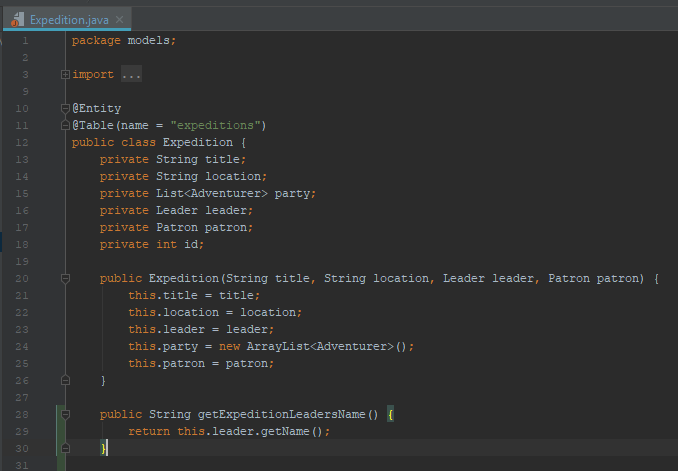 Expedition.java
1 package models;
2
3 import ...
9
10 @Entity
11 @Table(name = "expeditions")
12 public class Expedition {
13     private String title;
14     private String location;
15     private List<Adventurer> party;
16     private Leader leader;
17     private Patron patron;
18     private int id;
19
20     public Expedition(String title, String location, Leader leader, Patron patron) {
21         this.title = title;
22         this.location = location;
23         this.leader = leader;
24         this.party = new ArrayList<Adventurer>();
25         this.patron = patron;
26     }
27
28     public String getExpeditionLeadersName() {
29         return this.leader.getName();
30     }
31